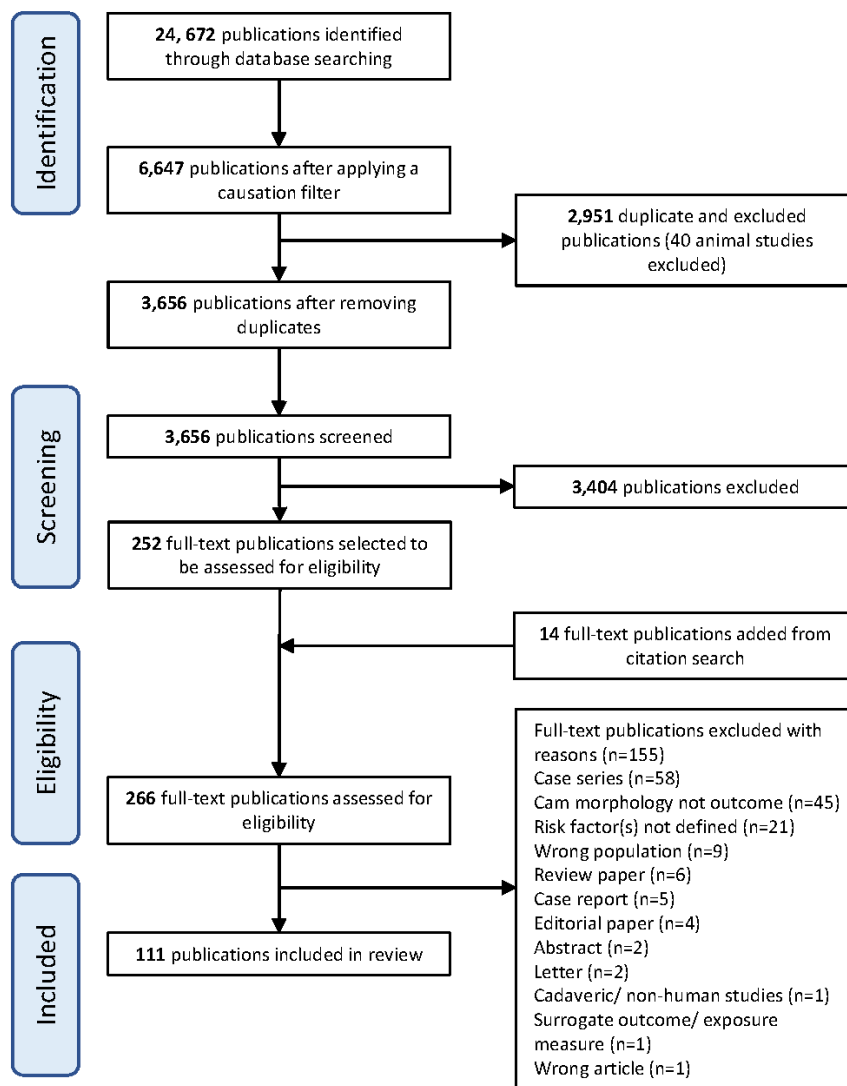 Identification
24, 672 publications identified
through database searching
6,647 publications after applying a
causation filter
2,951 duplicate and excluded
publications (40 animal studies
excluded)
3,656 publications after removing
duplicates
Screening
3,656 publications screened
3,404 publications excluded
252 full-text publications selected to
be assessed for eligibility
Eligibility
14 full-text publications added from
citation search
266 full-text publications assessed for
eligibility
Full-text publications excluded with
reasons (n=155)
Case series (n=58)
Cam morphology not outcome (n=45)
Risk factor(s) not defined (n=21)
Wrong population (n=9)
Review paper (n=6)
Case report (n=5)
Editorial paper (n=4)
Abstract (n=2)
Letter (n=2)
Cadaveric/ non-human studies (n=1)
Surrogate outcome/ exposure
measure (n=1)
Wrong article (n=1)
Included
111 publications included in review